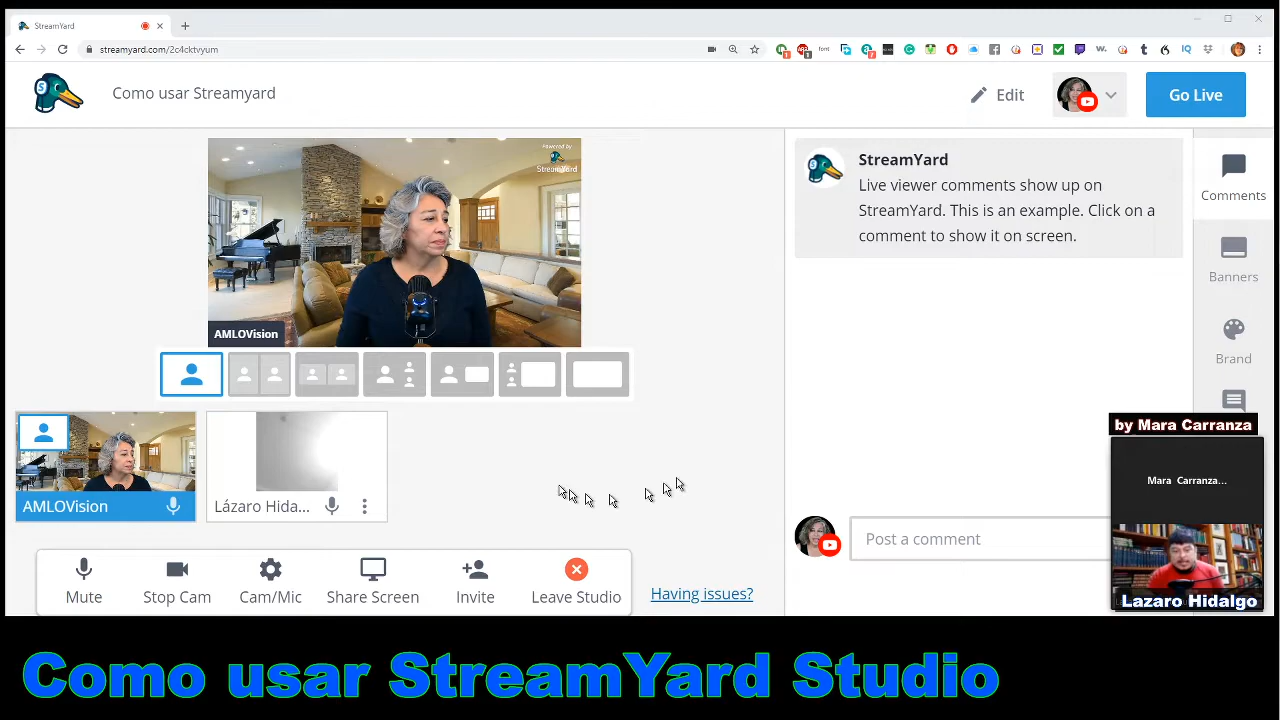 StreamYard
streamyard.com/2c4cktvyum
Como usar Streamyard
Edit
Go Live
Powered by
StreamYard
AMLOVision
StreamYard
Live viewer comments show up on
StreamYard. This is an example. Click on a
comment to show it on screen.
Comments
Banners
Brand
AMLOVision
Lázaro Hida...
by Mara Carranza
Mara Carranza...
Lazaro Hidalgo
Post a comment
Mute
Stop Cam
Cam/Mic
Share Screen
Invite
Leave Studio
Having issues?
Como usar StreamYard Studio